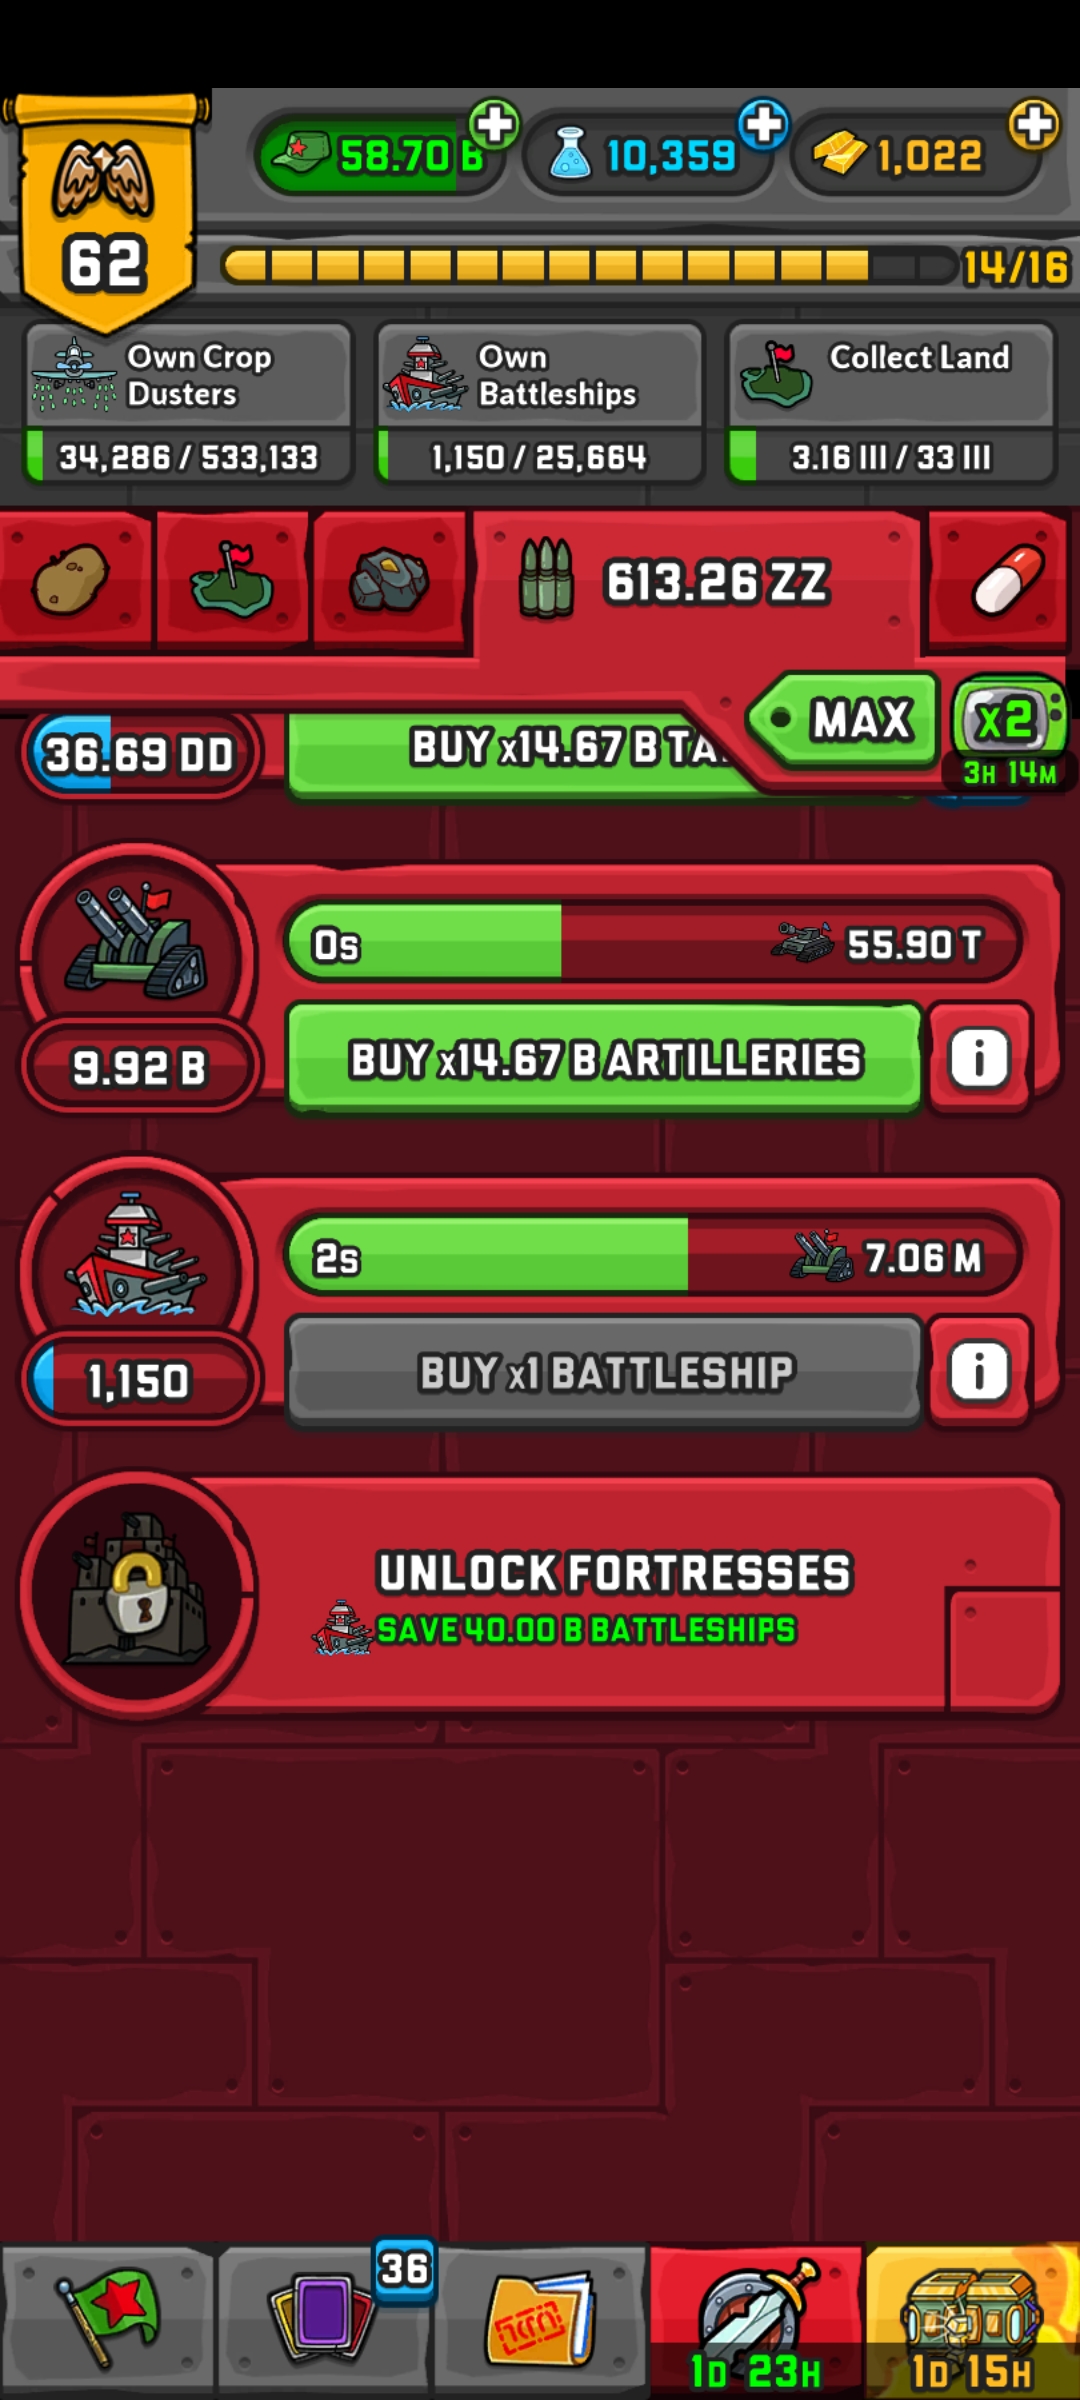 58.70 B
10,359
1,022
62
14/16
Own Crop
Dusters
34,286 / 533,133
Own
Battleships
1,150 / 25,664
Collect Land
3.16 III / 33 III
613.26 ZZ
MAX
x2
3H 14M
36.69 DD
BUY x14.67 B TA
0s
55.90 T
9.92 B
BUY x14.67 B ARTILLERIES
i
2s
7.06 M
1,150
BUY x1 BATTLESHIP
i
UNLOCK FORTRESSES
SAVE 40.00 B BATTLESHIPS
36
1D 23H
1D 15H